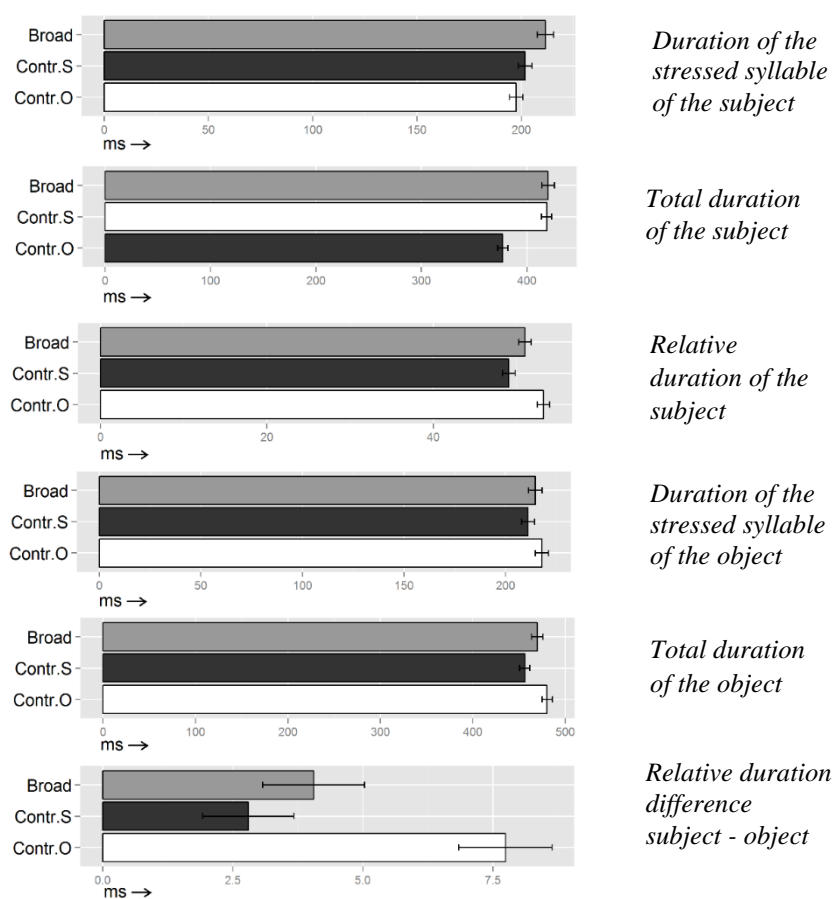 Broad
Contr.S
Contr.O
0 50 100 150 200
ms →
Duration of the
stressed syllable
of the subject
Broad
Contr.S
Contr.O
0 100 200 300 400
ms →
Total duration
of the subject
Broad
Contr.S
Contr.O
0 20 40
ms →
Relative
duration of the
subject
Broad
Contr.S
Contr.O
0 50 100 150 200
ms →
Duration of the
stressed syllable
of the object
Broad
Contr.S
Contr.O
0 100 200 300 400 500
ms →
Total duration
of the object
Broad
Contr.S
Contr.O
0.0 2.5 5.0 7.5
ms →
Relative duration
difference
subject - object